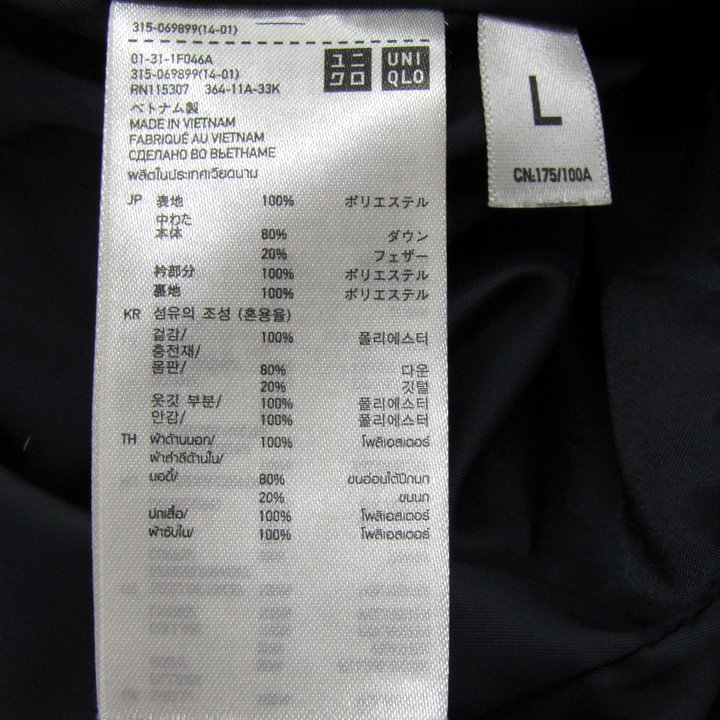 315-069899(14-01)
01-31-1F046A
315-069899(14-01)
RN115307 364-11A-33K
ユニクロ
UNIQLO
ベトナム製
MADE IN VIETNAM
FABRIQUÉ AU VIETNAM
СДЕЛАНО ВО ВЬЕТНАМЕ
ผลิตในประเทศเวียดนาม
JP 表地 100% ポリエステル
中わた
本体 80% ダウン
20% フェザー
衿部分 100% ポリエステル
裏地 100% ポリエステル
KR 섬유의 조성 (혼용율)
겉감/ 100% 폴리에스터
충전재/
몸판/ 80% 다운
20% 깃털
옷깃 부분/ 100% 폴리에스터
안감/ 100% 폴리에스터
TH ผ้าด้านนอก/ 100% โพลิเอสเตอร์
ผ้าสำลีด้านใน/
บอดี้/ 80% ขนอ่อนใต้ปีกนก
20% ขนนก
ปกเสื้อ/ 100% โพลิเอสเตอร์
ผ้าซับใน/ 100% โพลิเอสเตอร์
L
CN:175/100A